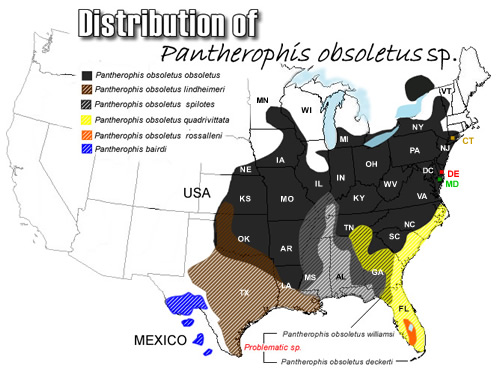 Distribution of
Pantherophis obsoletus sp.
Pantherophis obsoletus obsoletus
Pantherophis obsoletus lindheimeri
Pantherophis obsoletus spilotes
Pantherophis obsoletus quadrivittata
Pantherophis obsoletus rossalleni
Pantherophis bairdi
MN
WI
VT
MI
NY
CT
IA
PA
NJ
NE
IL
IN
OH
DC
DE
MD
USA
KS
MO
KY
WV
VA
OK
AR
TN
NC
SC
MS
AL
GA
TX
LA
FL
MEXICO
Pantherophis obsoletus williamsi
Problematic sp.
Pantherophis obsoletus deckerti